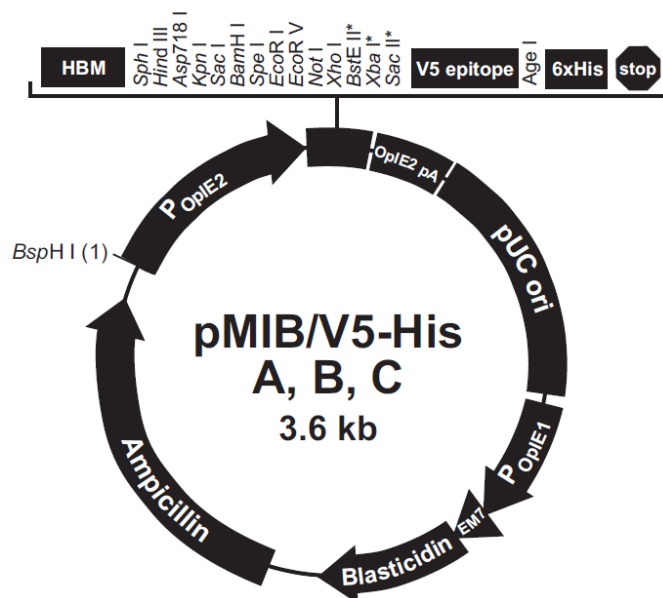 HBM
Sph I
Hind III
Asp718 I
Kpn I
Sac I
BamH I
Spe I
EcoR I
EcoR V
Not I
Xho I
BstE II*
Xba I*
Sac II*
V5 epitope
Age I
6xHis
stop
POpIE2
OpIE2 pA
pUC ori
BspH I (1)
pMIB/V5-His
A, B, C
3.6 kb
POpIE1
EM7
Blasticidin
Ampicillin